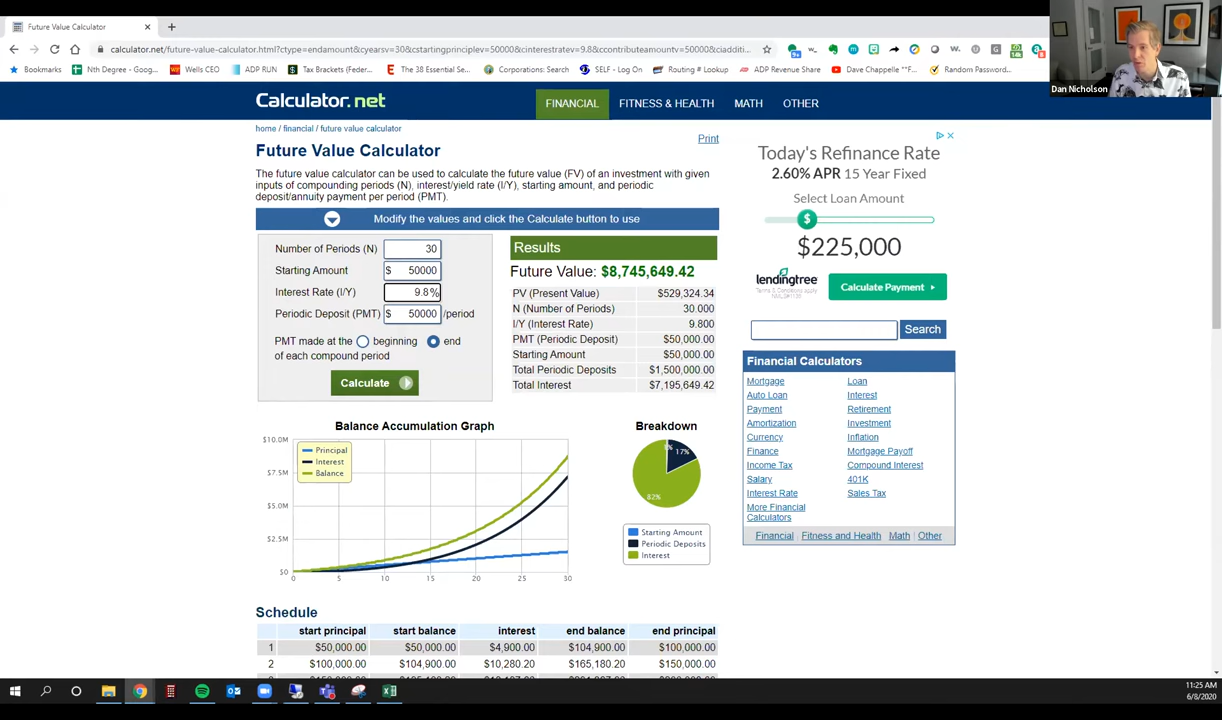 Future Value Calculator
calculator.net/future-value-calculator.html?ctype=endamount&cyearsv=30&cstartingprinciplev=50000&cinterestratev=9.8&ccontributeamountv=50000&ciadditi...
Bookmarks
Nth Degree - Goog...
Wells CEO
ADP RUN
Tax Brackets (Feder...
The 38 Essential Se...
Corporations: Search
SELF - Log On
Routing # Lookup
ADP Revenue Share
Dave Chappelle **F...
Random Password...
Dan Nicholson
Calculator.net
FINANCIAL
FITNESS & HEALTH
MATH
OTHER
home / financial / future value calculator
Print
Future Value Calculator
The future value calculator can be used to calculate the future value (FV) of an investment with given
inputs of compounding periods (N), interest/yield rate (I/Y), starting amount, and periodic
deposit/annuity payment per period (PMT).
Modify the values and click the Calculate button to use
Number of Periods (N) 30
Starting Amount $ 50000
Interest Rate (I/Y) 9.8%
Periodic Deposit (PMT) $ 50000 /period
PMT made at the beginning end
of each compound period
Calculate
Results
Future Value: $8,745,649.42
PV (Present Value) $529,324.34
N (Number of Periods) 30.000
I/Y (Interest Rate) 9.800
PMT (Periodic Deposit) $50,000.00
Starting Amount $50,000.00
Total Periodic Deposits $1,500,000.00
Total Interest $7,195,649.42
Balance Accumulation Graph
$10.0M
$7.5M
$5.0M
$2.5M
$0
Principal
Interest
Balance
0 5 10 15 20 25 30
Breakdown
17%
82%
Starting Amount
Periodic Deposits
Interest
Schedule
start principal start balance interest end balance end principal
1 $50,000.00 $50,000.00 $4,900.00 $104,900.00 $100,000.00
2 $100,000.00 $104,900.00 $10,280.20 $165,180.20 $150,000.00
Today's Refinance Rate
2.60% APR 15 Year Fixed
Select Loan Amount
$
$225,000
lendingtree
Terms & Conditions apply
NMLS#1136
Calculate Payment
Search
Financial Calculators
Mortgage Loan
Auto Loan Interest
Payment Retirement
Amortization Investment
Currency Inflation
Finance Mortgage Payoff
Income Tax Compound Interest
Salary 401K
Interest Rate Sales Tax
More Financial
Calculators
Financial | Fitness and Health | Math | Other
11:25 AM
6/8/2020